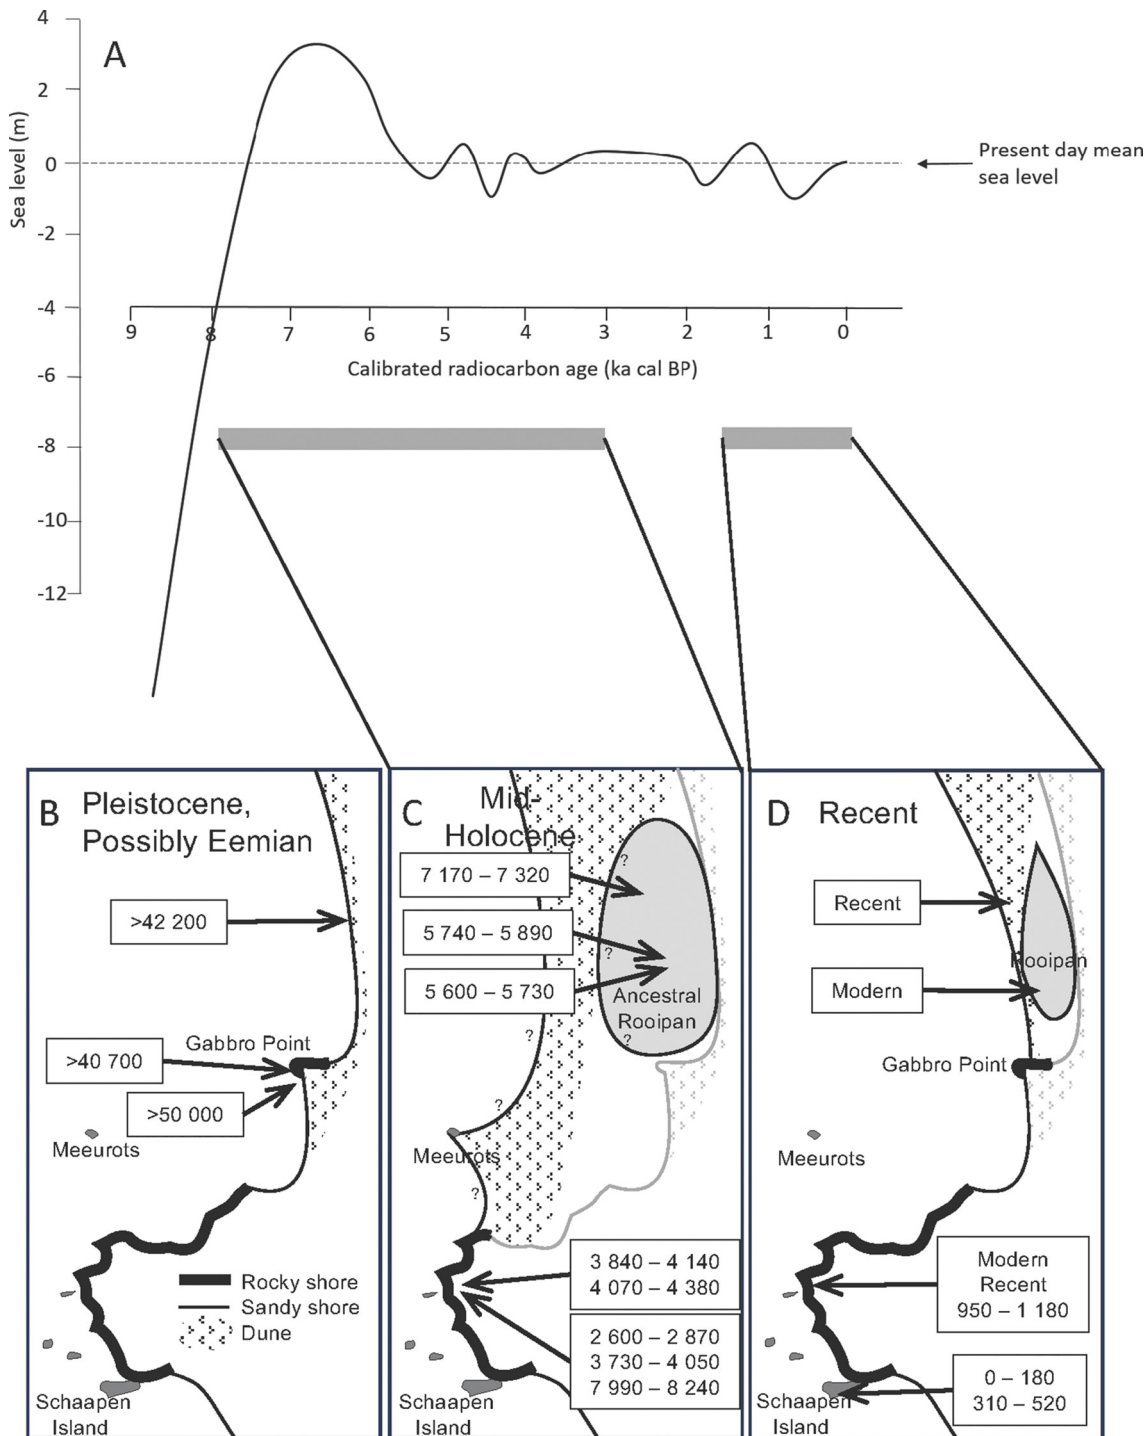 A
4
2
0
-2
-4
-6
-8
-10
-12
Sea level (m)
Present day mean
sea level
9 8 7 6 5 4 3 2 1 0
Calibrated radiocarbon age (ka cal BP)
B Pleistocene,
Possibly Eemian
>42 200
Gabbro Point
>40 700
>50 000
Meeurots
Rocky shore
Sandy shore
Dune
Schaapen
Island
C Mid-
Holocene
7 170 – 7 320
?
5 740 – 5 890
?
5 600 – 5 730
Ancestral
Rooipan
?
?
?
Meeurots
?
3 840 – 4 140
4 070 – 4 380
2 600 – 2 870
3 730 – 4 050
7 990 – 8 240
D Recent
Recent
Rooipan
Modern
Gabbro Point
Meeurots
Modern
Recent
950 – 1 180
0 – 180
310 – 520
Schaapen
Island